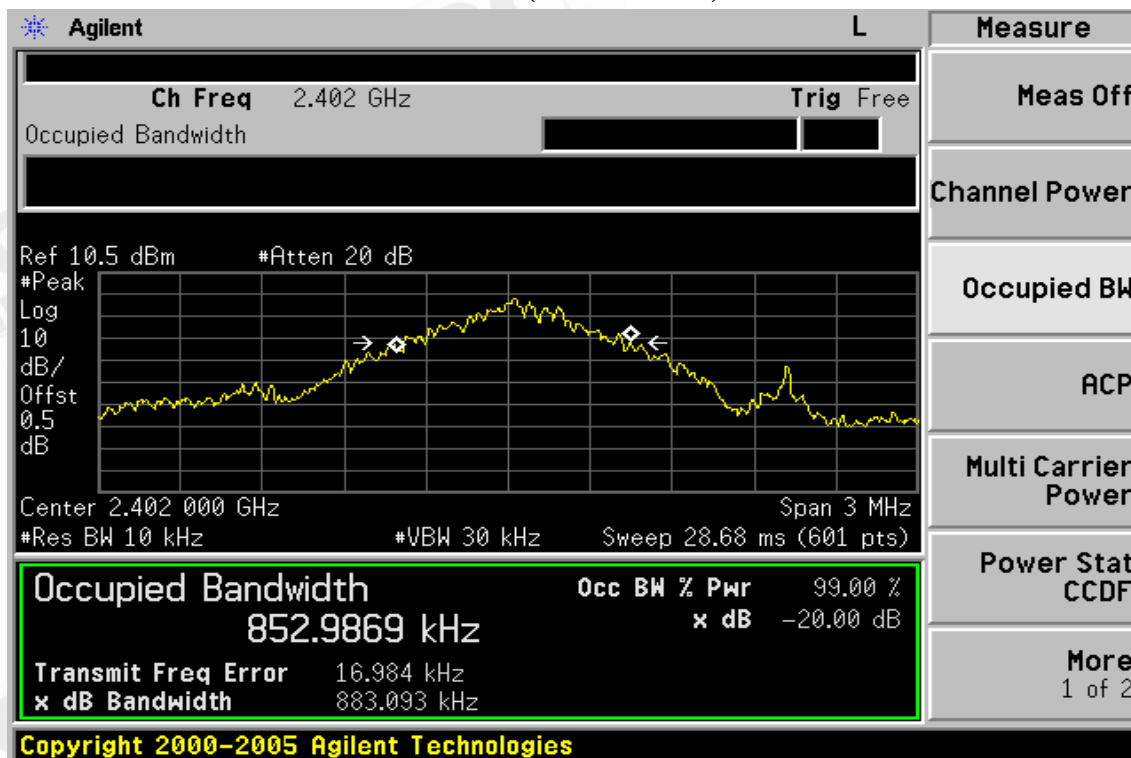 Agilent L
Ch Freq 2.402 GHz Trig Free
Occupied Bandwidth
Ref 10.5 dBm #Atten 20 dB
#Peak
Log
10
dB/
Offst
0.5
dB
Center 2.402 000 GHz Span 3 MHz
#Res BW 10 kHz #VBW 30 kHz Sweep 28.68 ms (601 pts)
Occupied Bandwidth
852.9869 kHz
Occ BW % Pwr 99.00 %
x dB -20.00 dB
Transmit Freq Error 16.984 kHz
x dB Bandwidth 883.093 kHz
Copyright 2000-2005 Agilent Technologies
Measure
Meas Off
Channel Power
Occupied BW
ACP
Multi Carrier
Power
Power Stat
CCDF
More
1 of 2